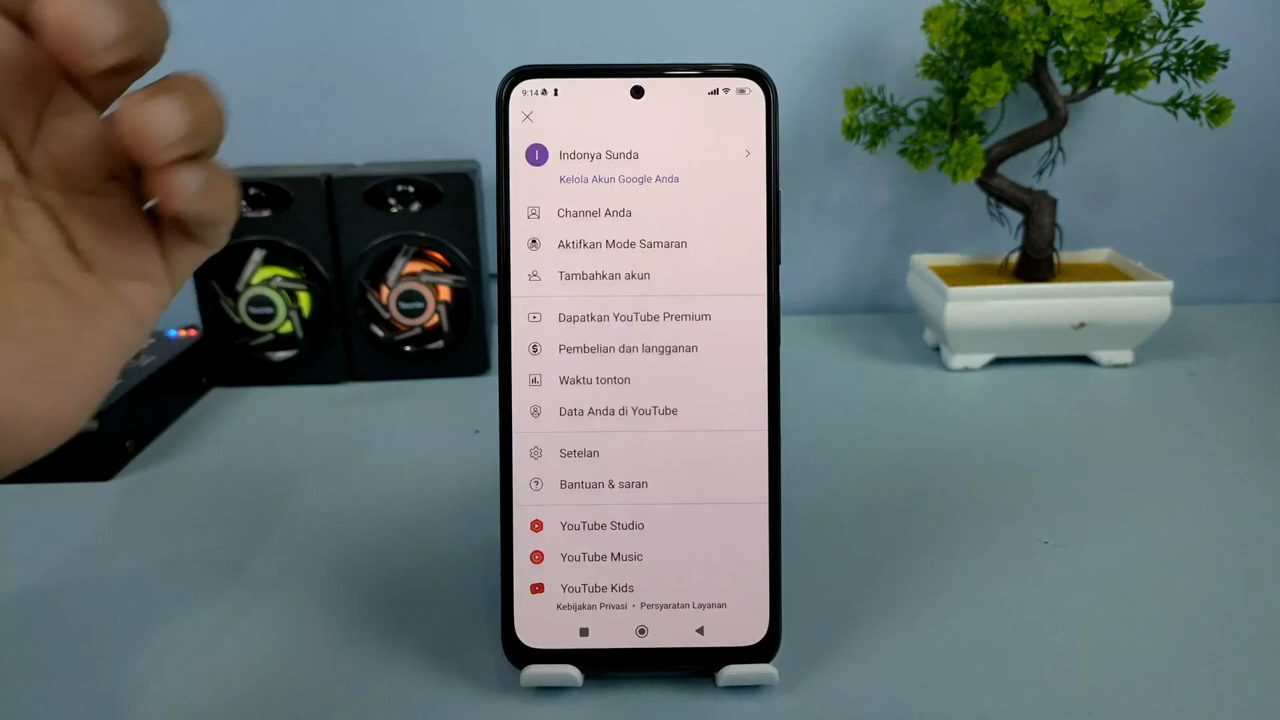 9:14
Indonya Sunda
Kelola Akun Google Anda
Channel Anda
Aktifkan Mode Samaran
Tambahkan akun
Dapatkan YouTube Premium
Pembelian dan langganan
Waktu tonton
Data Anda di YouTube
Setelan
Bantuan & saran
YouTube Studio
YouTube Music
YouTube Kids
Kebijakan Privasi • Persyaratan Layanan